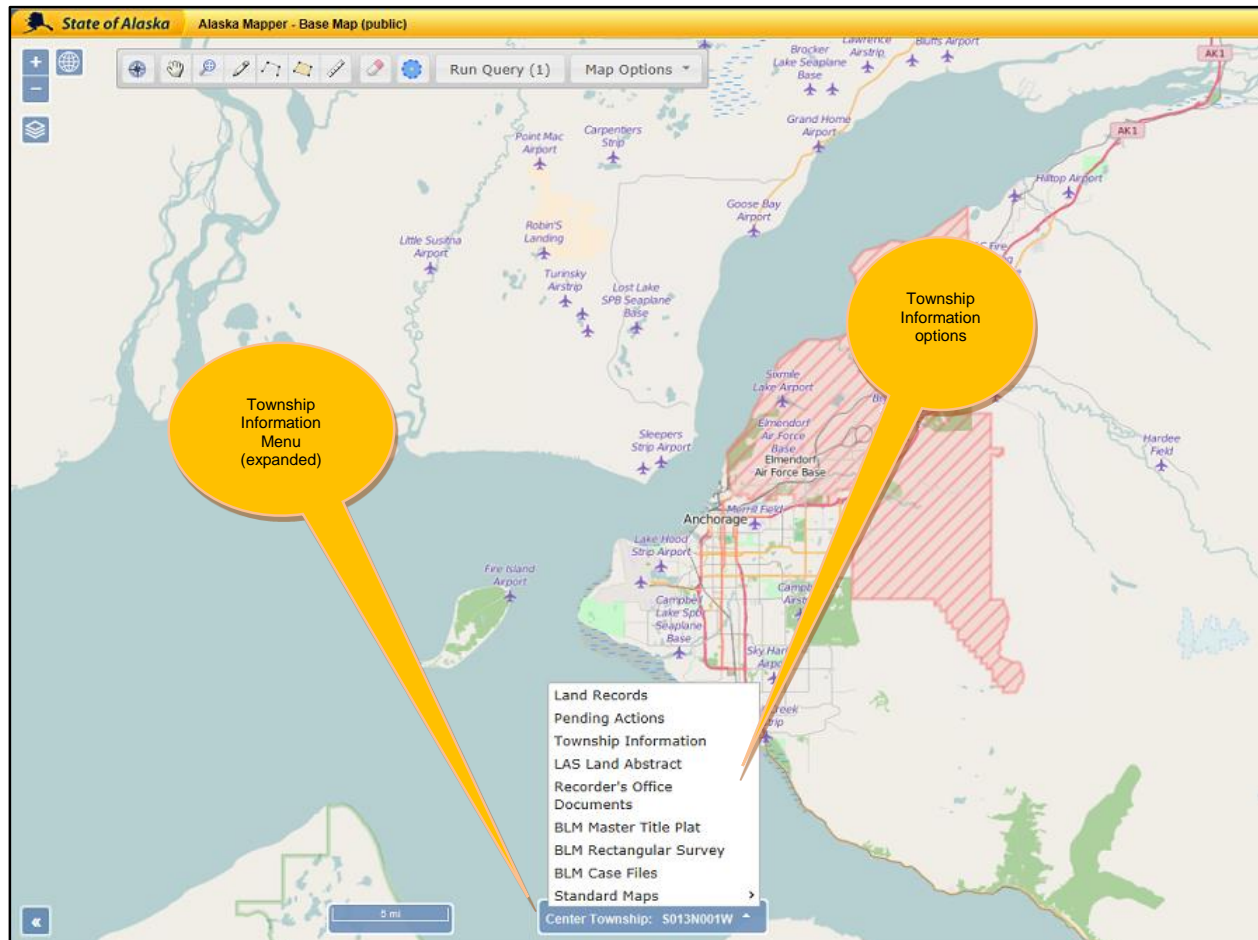 State of Alaska
Alaska Mapper - Base Map (public)
+
−
Run Query (1)
Map Options
Lawrence
Airstrip
Bluffs Airport
Brocker
Lake Seaplane
Base
AK1
AK1
Grand Home
Airport
Point Mac
Airport
Carpentiers
Strip
Hilltop Airport
Goose Bay
Airport
Little Susitna
Airport
Robin'S
Landing
Turinsky
Airstrip
Lost Lake
SPB Seaplane
Base
Fire
Township
Information
options
Township
Information
Menu
(expanded)
Sixmile
Lake Airport
Elmendorf
Air Force
Base
Elmendorf
Air Force Base
Sleepers
Strip Airport
Hardee
Field
Anchorage
Merrill Field
Lake Hood
Strip Airport
Fire Island
Airport
Campbell
Lake Spb
Seaplane
Base
Land Records
Pending Actions
Township Information
LAS Land Abstract
Recorder's Office
Documents
BLM Master Title Plat
BLM Rectangular Survey
BLM Case Files
Standard Maps >
« 
5 mi
Center Township: S013N001W